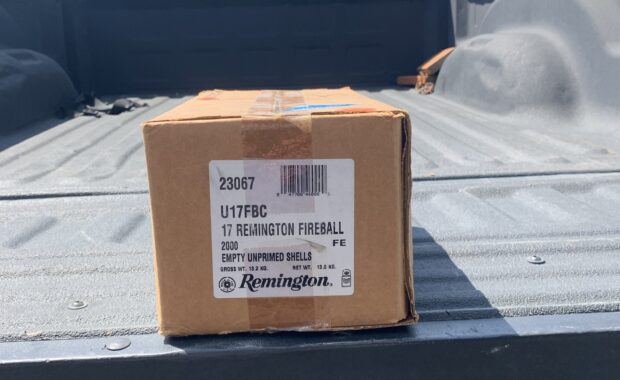 23067
U17FBC
17 REMINGTON FIREBALL
2000 FE
EMPTY UNPRIMED SHELLS
GROSS WT. 13.2 KG. NET WT. 13.0 KG.
Remington.